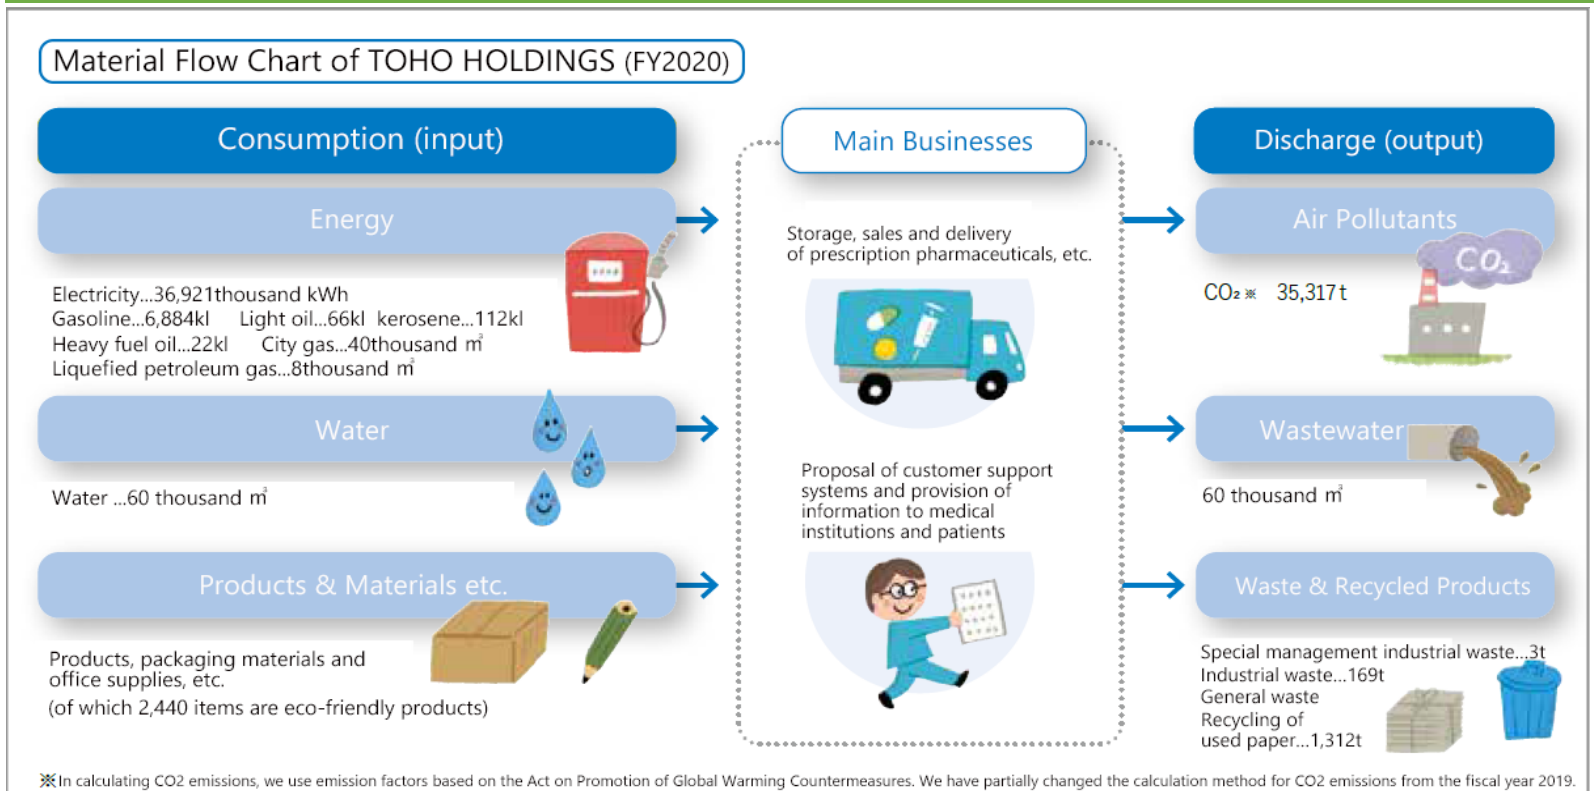 Material Flow Chart of TOHO HOLDINGS (FY2020)
Consumption (input)
Energy
Electricity...36,921thousand kWh
Gasoline...6,884kl Light oil...66kl kerosene...112kl
Heavy fuel oil...22kl City gas...40thousand ㎥
Liquefied petroleum gas...8thousand ㎥
Water
Water ...60 thousand ㎥
Products & Materials etc.
Products, packaging materials and
office supplies, etc.
(of which 2,440 items are eco-friendly products)
Main Businesses
Storage, sales and delivery
of prescription pharmaceuticals, etc.
Proposal of customer support
systems and provision of
information to medical
institutions and patients
Discharge (output)
Air Pollutants
CO₂
CO₂※ 35,317t
Wastewater
60 thousand ㎥
Waste & Recycled Products
Special management industrial waste...3t
Industrial waste...169t
General waste
Recycling of
used paper...1,312t
※In calculating CO2 emissions, we use emission factors based on the Act on Promotion of Global Warming Countermeasures. We have partially changed the calculation method for CO2 emissions from the fiscal year 2019.